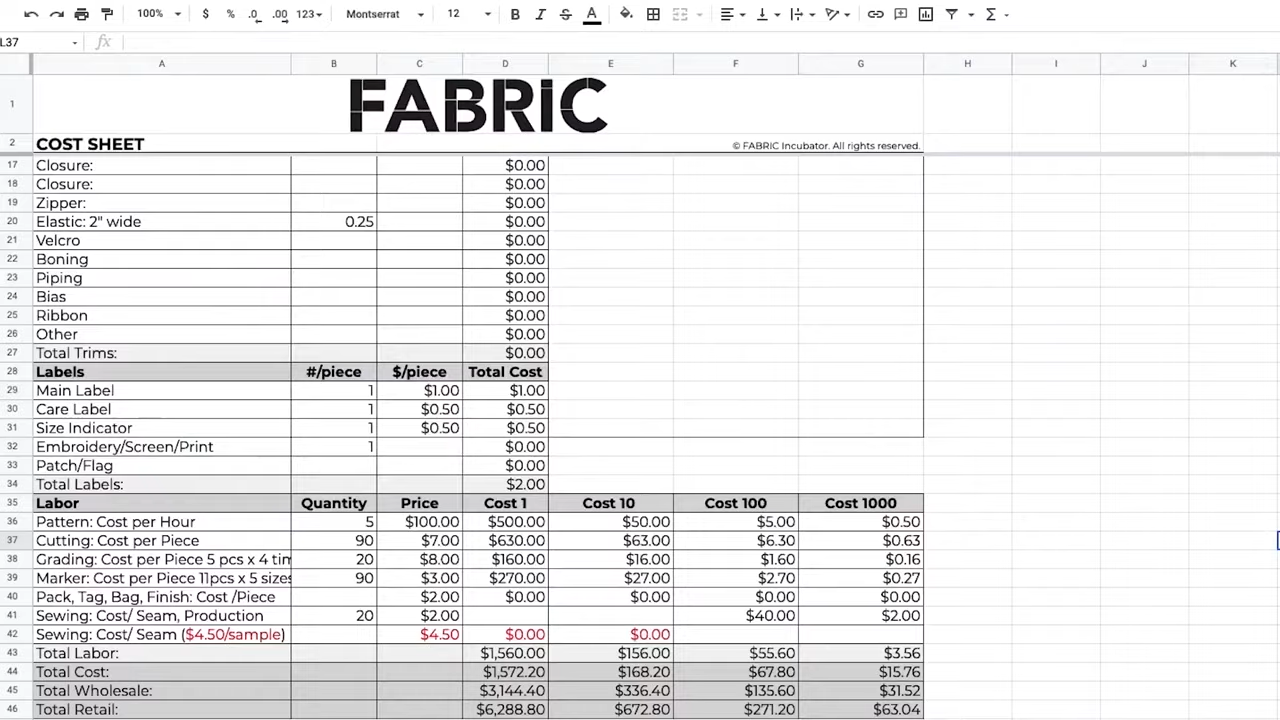 100% $ % .0 .00 123 Montserrat 12 B I S A
L37 fx
A B C D E F G H I J K
1 FABRIC
2 COST SHEET © FABRIC Incubator. All rights reserved.
17 Closure: $0.00
18 Closure: $0.00
19 Zipper: $0.00
20 Elastic: 2" wide 0.25 $0.00
21 Velcro $0.00
22 Boning $0.00
23 Piping $0.00
24 Bias $0.00
25 Ribbon $0.00
26 Other $0.00
27 Total Trims: $0.00
28 Labels #/piece $/piece Total Cost
29 Main Label 1 $1.00 $1.00
30 Care Label 1 $0.50 $0.50
31 Size Indicator 1 $0.50 $0.50
32 Embroidery/Screen/Print 1 $0.00
33 Patch/Flag $0.00
34 Total Labels: $2.00
35 Labor Quantity Price Cost 1 Cost 10 Cost 100 Cost 1000
36 Pattern: Cost per Hour 5 $100.00 $500.00 $50.00 $5.00 $0.50
37 Cutting: Cost per Piece 90 $7.00 $630.00 $63.00 $6.30 $0.63
38 Grading: Cost per Piece 5 pcs x 4 tim 20 $8.00 $160.00 $16.00 $1.60 $0.16
39 Marker: Cost per Piece 11pcs x 5 sizes 90 $3.00 $270.00 $27.00 $2.70 $0.27
40 Pack, Tag, Bag, Finish: Cost /Piece $2.00 $0.00 $0.00 $0.00 $0.00
41 Sewing: Cost/ Seam, Production 20 $2.00 $40.00 $2.00
42 Sewing: Cost/ Seam ($4.50/sample) $4.50 $0.00 $0.00
43 Total Labor: $1,560.00 $156.00 $55.60 $3.56
44 Total Cost: $1,572.20 $168.20 $67.80 $15.76
45 Total Wholesale: $3,144.40 $336.40 $135.60 $31.52
46 Total Retail: $6,288.80 $672.80 $271.20 $63.04